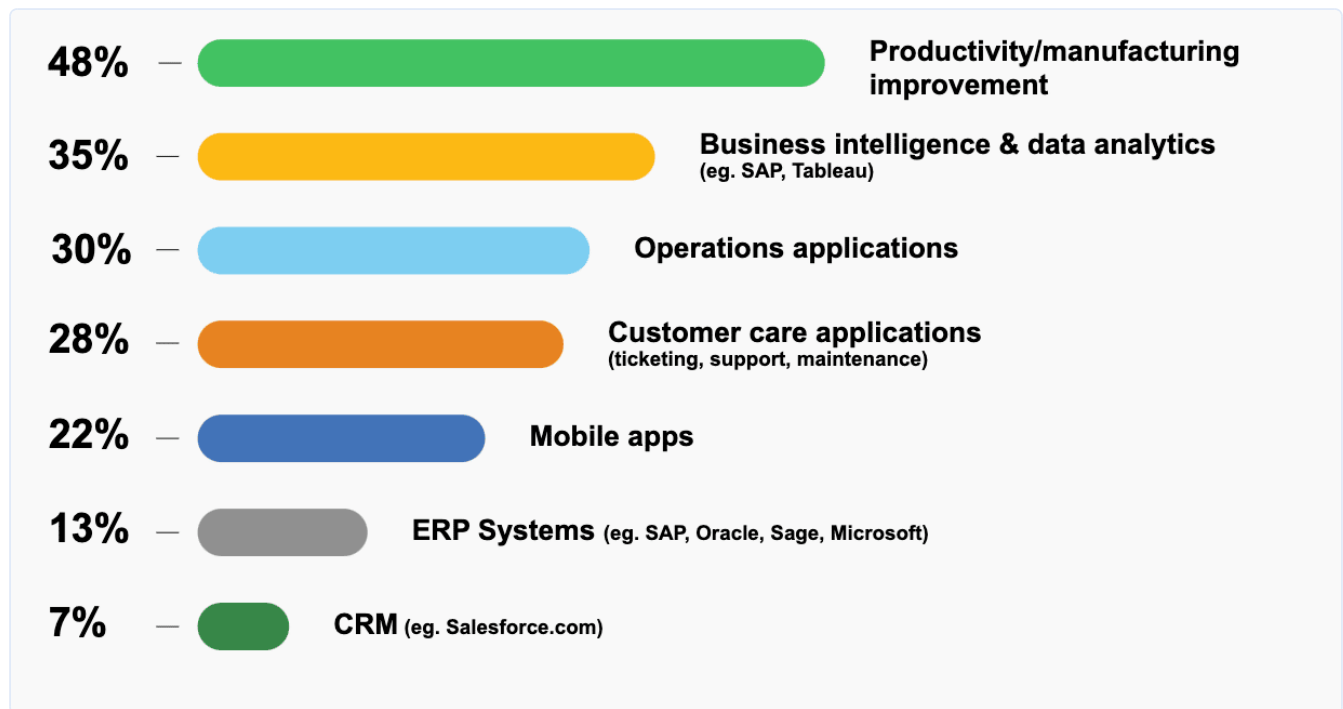 48% — Productivity/manufacturing
improvement
35% — Business intelligence & data analytics
(eg. SAP, Tableau)
30% — Operations applications
28% — Customer care applications
(ticketing, support, maintenance)
22% — Mobile apps
13% — ERP Systems (eg. SAP, Oracle, Sage, Microsoft)
7% — CRM (eg. Salesforce.com)